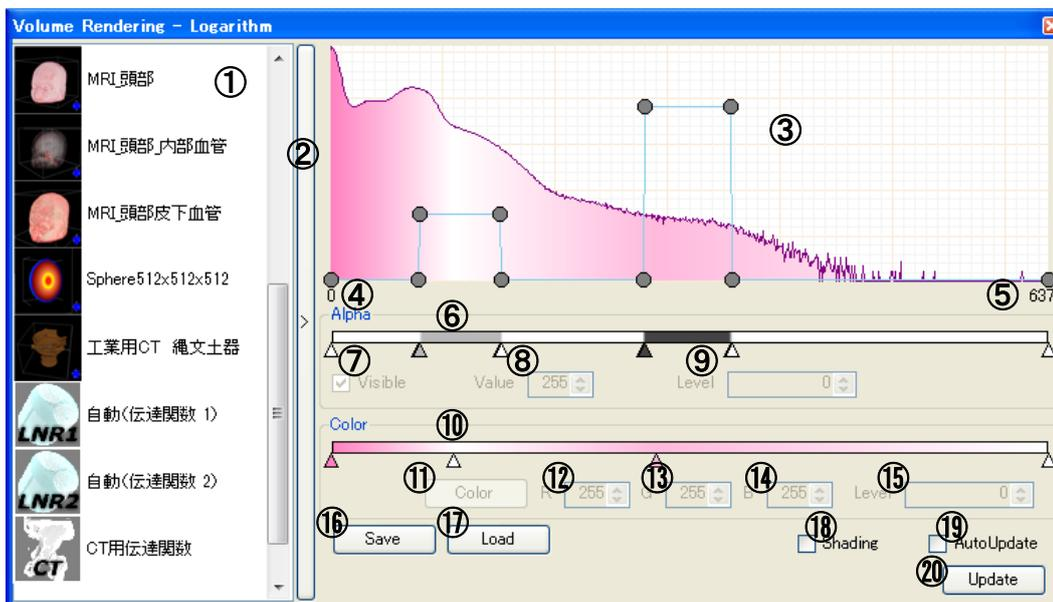 Volume Rendering - Logarithm
MRI_頭部
①
MRI_頭部_内部血管
MRI_頭部皮下血管
Sphere512x512x512
工業用CT 縄文土器
LNR1
自動(伝達関数 1)
LNR2
自動(伝達関数 2)
CT
CT用伝達関数
②
>
③
0
④
⑤
637
Alpha
⑥
⑦
⑧
⑨
Visible
Value
255
Level
0
Color
⑩
⑪
⑫
⑬
⑭
⑮
Color
R
255
G
255
B
255
Level
0
⑯
⑰
⑱
⑲
Save
Load
Shading
AutoUpdate
⑳
Update